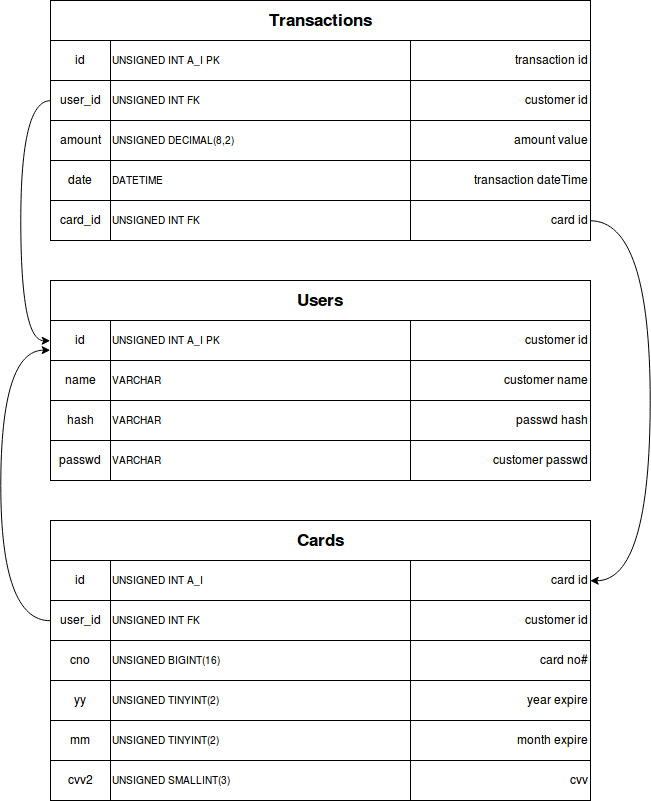 Transactions
id UNSIGNED INT A_I PK transaction id
user_id UNSIGNED INT FK customer id
amount UNSIGNED DECIMAL(8,2) amount value
date DATETIME transaction dateTime
card_id UNSIGNED INT FK card id
Users
id UNSIGNED INT A_I PK customer id
name VARCHAR customer name
hash VARCHAR passwd hash
passwd VARCHAR customer passwd
Cards
id UNSIGNED INT A_I card id
user_id UNSIGNED INT FK customer id
cno UNSIGNED BIGINT(16) card no#
yy UNSIGNED TINYINT(2) year expire
mm UNSIGNED TINYINT(2) month expire
cvv2 UNSIGNED SMALLINT(3) cvv